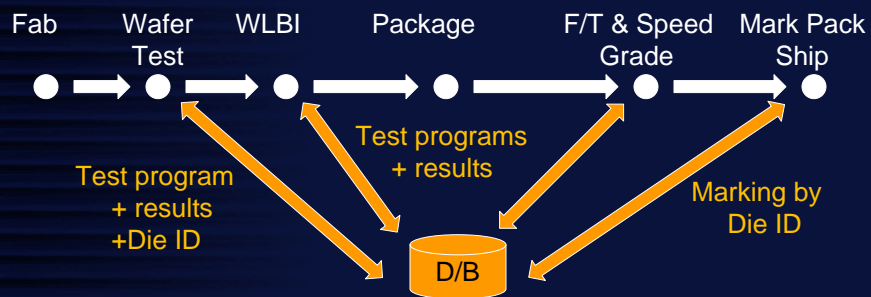 Fab
Wafer
Test
WLBI
Package
F/T & Speed
Grade
Mark Pack
Ship
Test program
+ results
+Die ID
Test programs
+ results
Marking by
Die ID
D/B